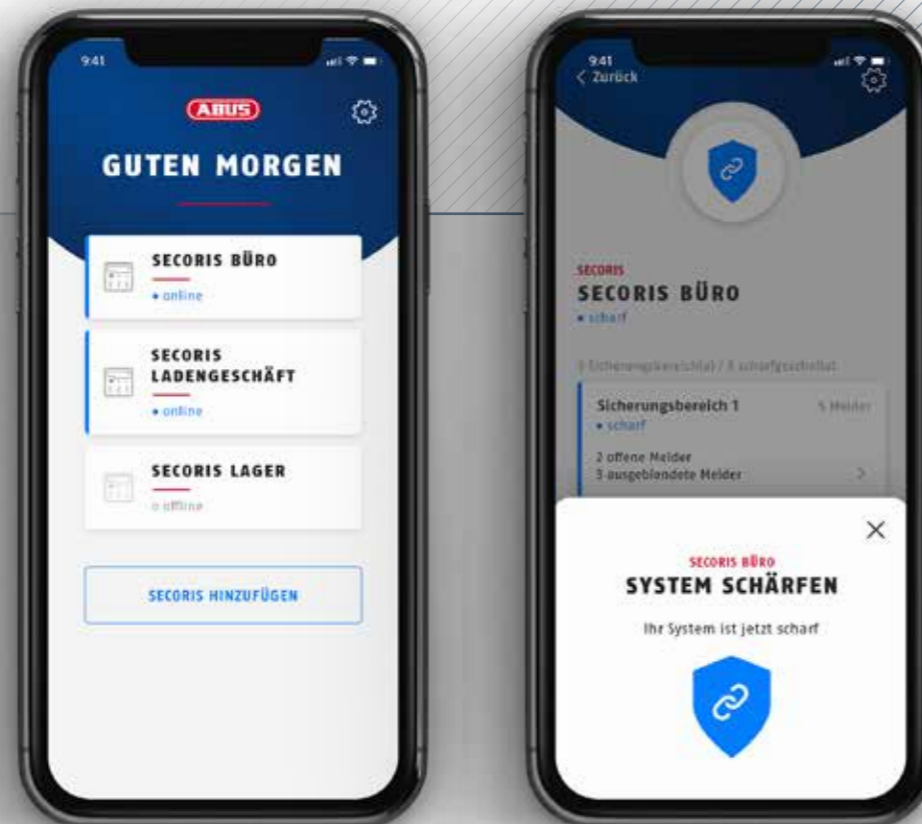 9:41
ABUS
GUTEN MORGEN
SECORIS BÜRO
• online
SECORIS
LADENGESCHÄFT
• online
SECORIS LAGER
o offline
SECORIS HINZUFÜGEN
9:41
< Zurück
SECORIS
SECORIS BÜRO
• scharf
Sicherungsbereich(e) / scharfgeschaltet
Sicherungsbereich 1 5 Melder
• scharf
2 offene Melder
3 ausgeblendete Melder >
SECORIS BÜRO
SYSTEM SCHÄRFEN
Ihr System ist jetzt scharf